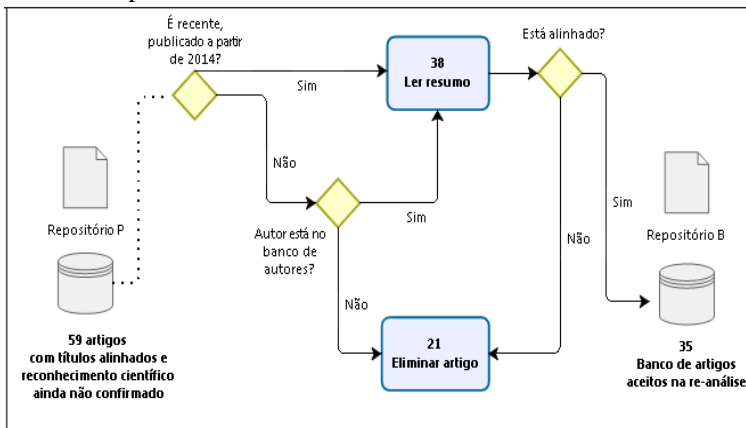 É recente,
publicado a partir
de 2014?
Sim
Não
38
Ler resumo
Está alinhado?
Repositório P
Autor está no
banco de
autores?
Sim
Não
Não
Sim
Repositório B
59 artigos
com títulos alinhados e
reconhecimento científico
ainda não confirmado
21
Eliminar artigo
35
Banco de artigos
aceitos na re-análise